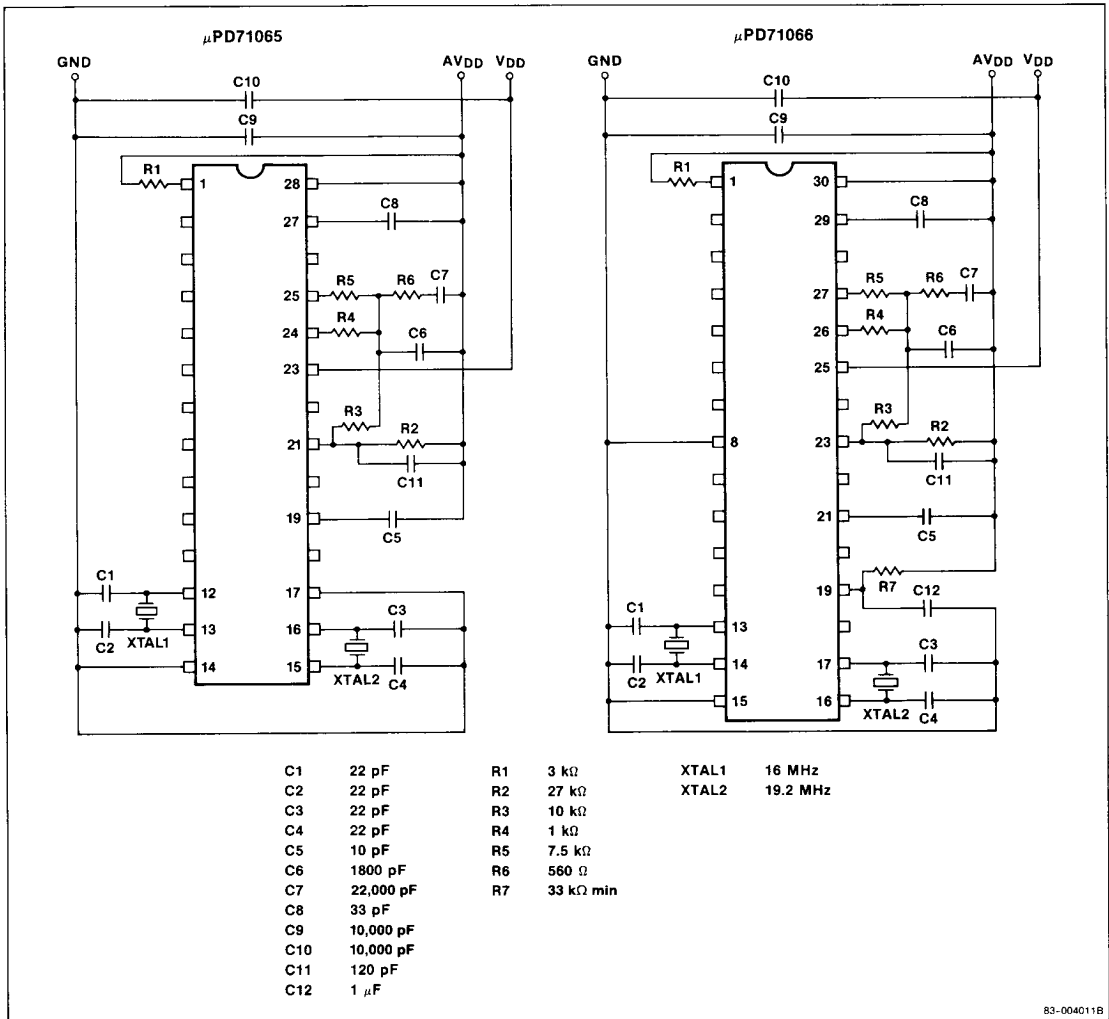 μPD71065
GND
AVDD
VDD
C10
C9
R1
1
28
C8
27
C7
R5
R6
25
R4
24
C6
23
R3
R2
21
C11
19
C5
C1
12
17
C3
13
16
C2
XTAL1
14
15
XTAL2
C4
μPD71066
GND
AVDD
VDD
C10
C9
R1
1
30
C8
29
C7
R5
R6
27
R4
26
C6
25
R3
R2
8
23
C11
21
C5
R7
19
C12
C1
13
C3
14
17
C2
XTAL1
15
16
XTAL2
C4
C1 22 pF R1 3 kΩ XTAL1 16 MHz
C2 22 pF R2 27 kΩ XTAL2 19.2 MHz
C3 22 pF R3 10 kΩ
C4 22 pF R4 1 kΩ
C5 10 pF R5 7.5 kΩ
C6 1800 pF R6 560 Ω
C7 22,000 pF R7 33 kΩ min
C8 33 pF
C9 10,000 pF
C10 10,000 pF
C11 120 pF
C12 1 μF
83-004011B